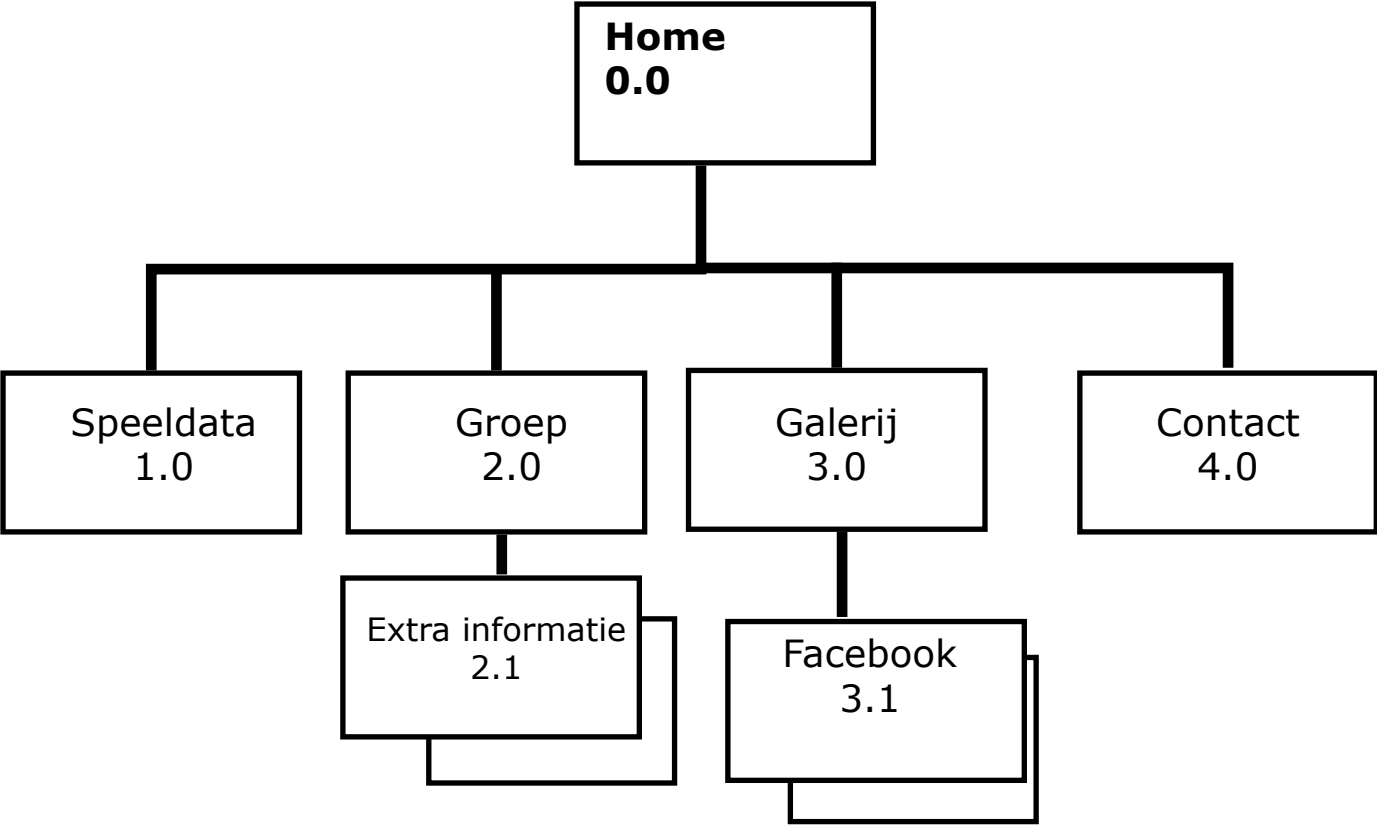 Home
0.0
Speeldata
1.0
Groep
2.0
Galerij
3.0
Contact
4.0
Extra informatie
2.1
Facebook
3.1